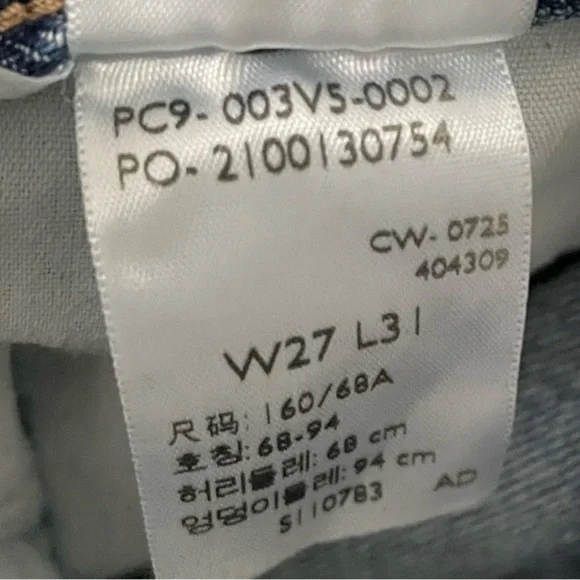 PC9-003V5-0002
PO-2100130754
CW-0725
404309
W27 L31
尺码: 160/68A
호칭: 68-94
허리둘레: 68 cm
엉덩이둘레: 94 cm
S110783 AD